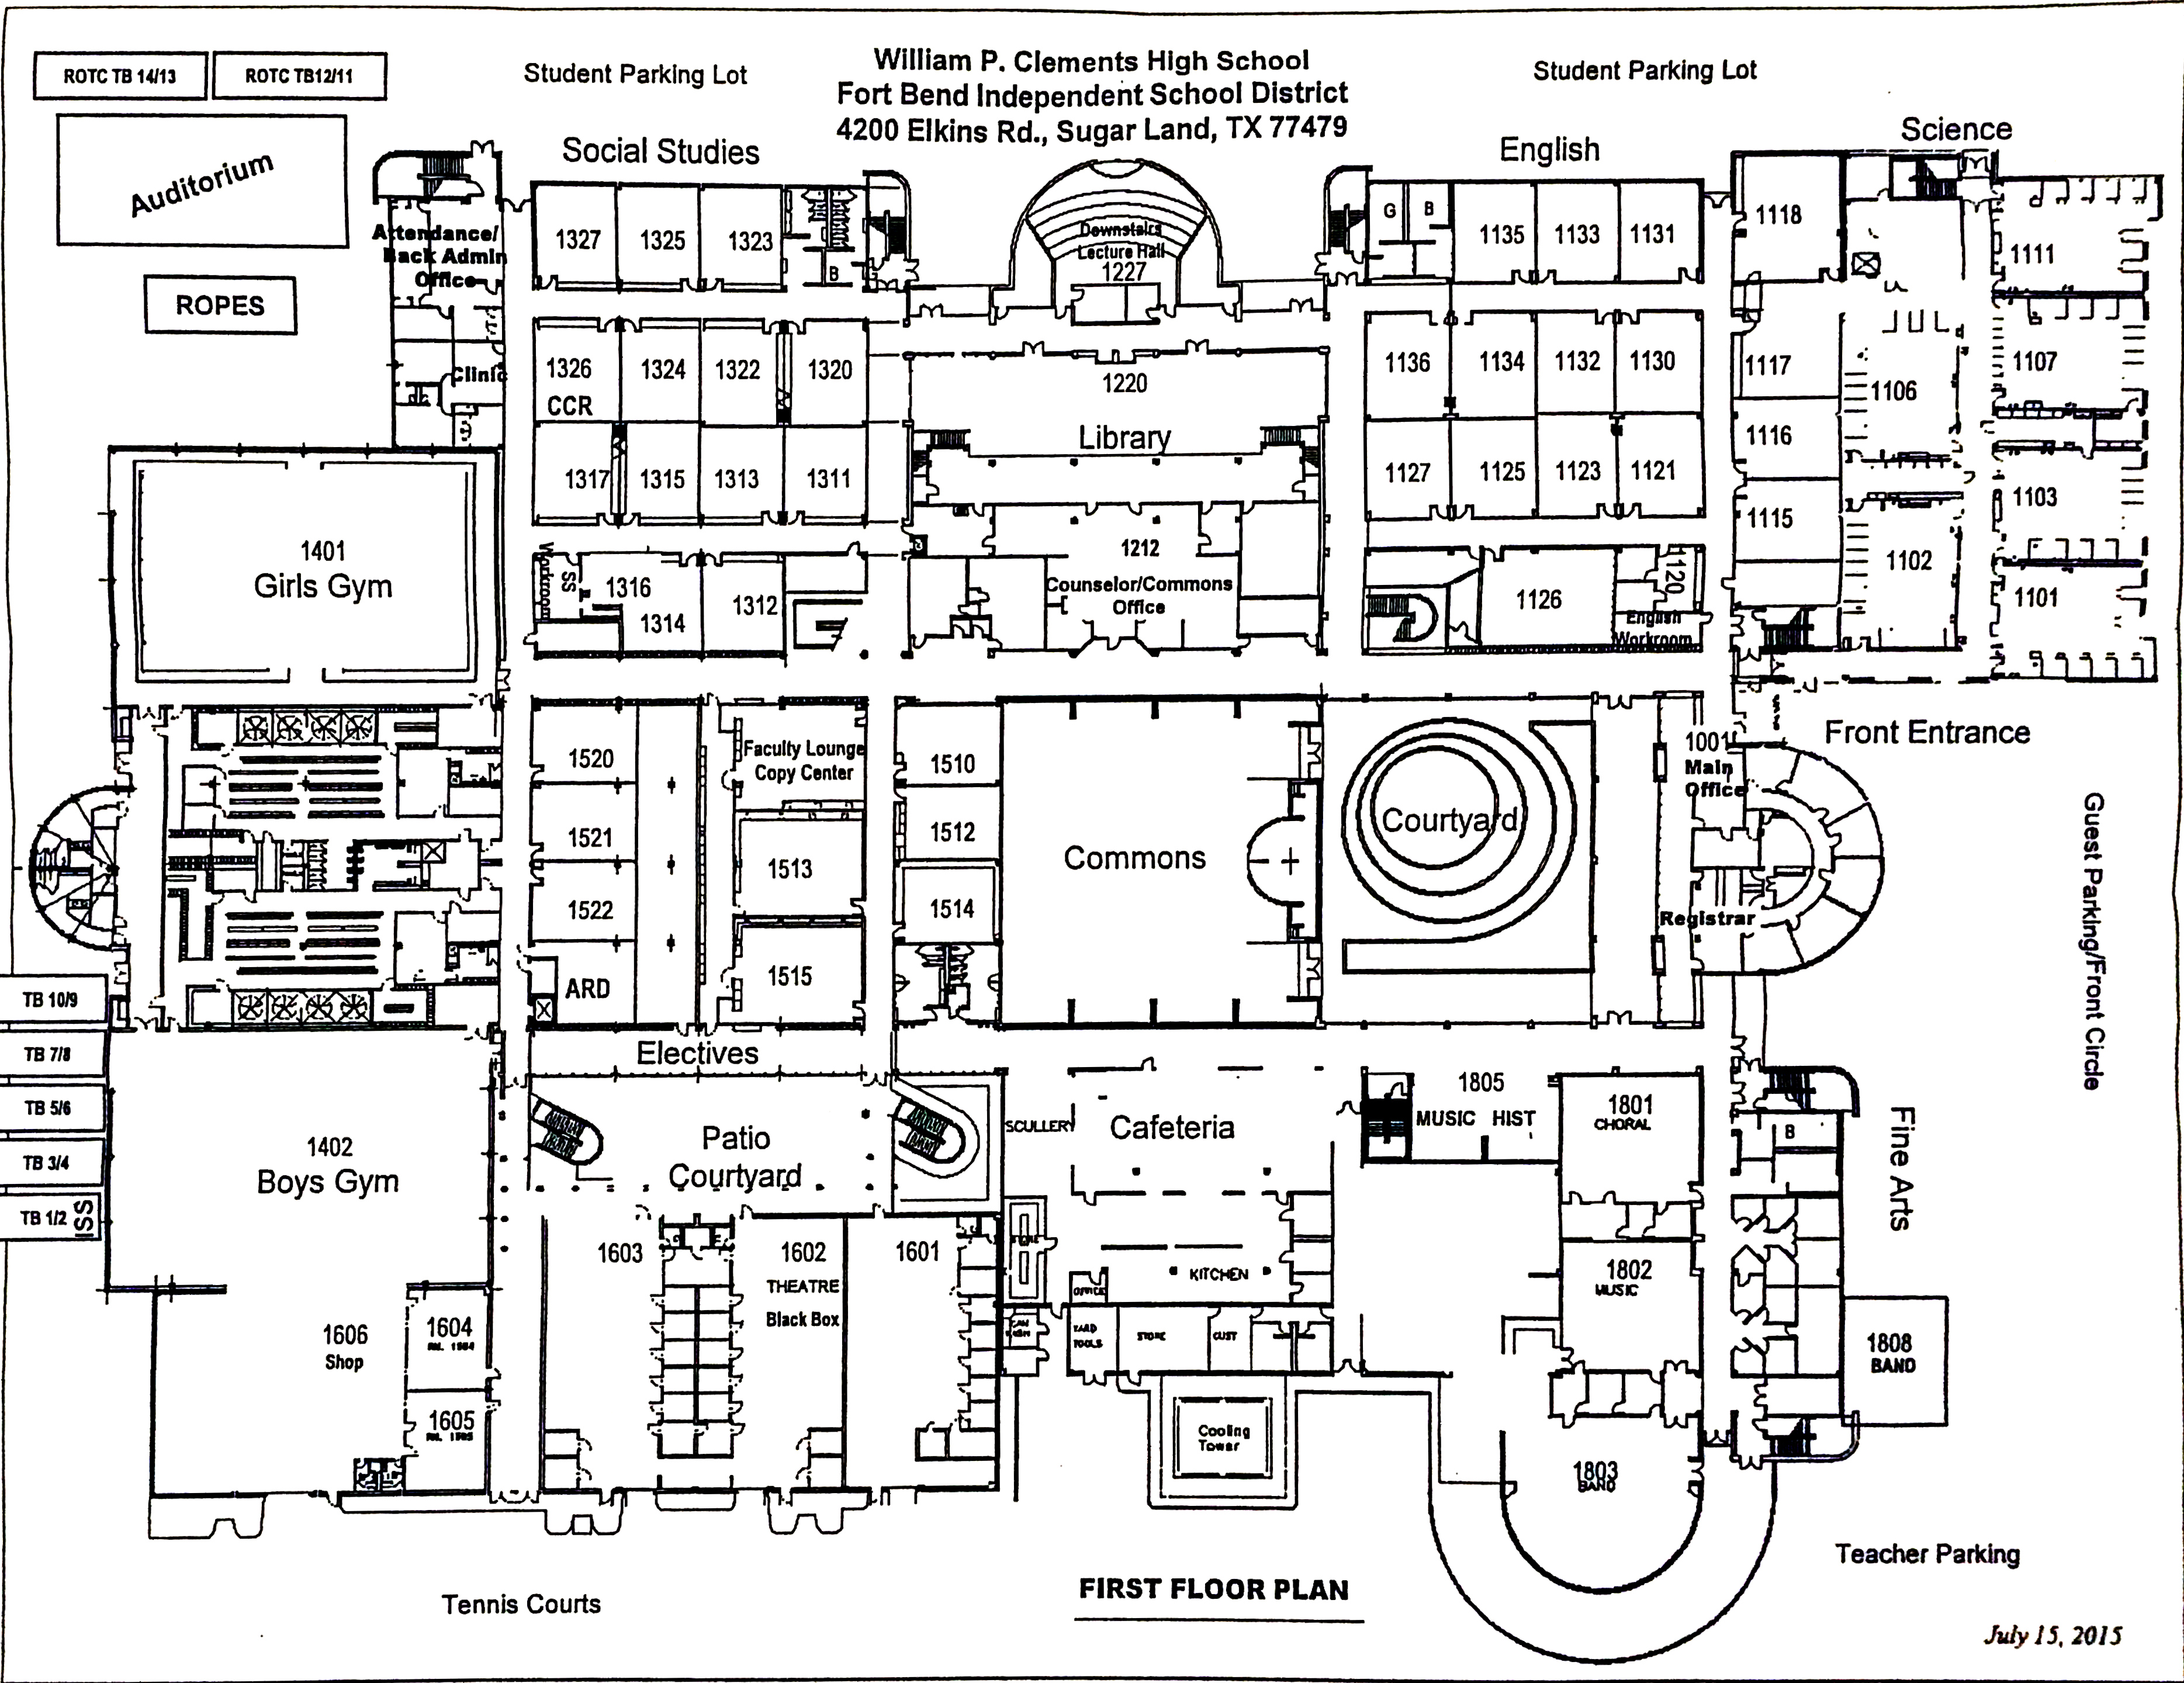 William P. Clements High School
Fort Bend Independent School District
4200 Elkins Rd., Sugar Land, TX 77479
ROTC TB 14/13
ROTC TB12/11
Student Parking Lot
Student Parking Lot
Auditorium
ROPES
Social Studies
English
Science
Attendance/
Back Admin
Office
Clinic
1327
1325
1323
B
G
Downstairs
Lecture Hall
1227
G
B
1135
1133
1131
1118
1111
1326
CCR
1324
1322
1320
1220
Library
1136
1134
1132
1130
1117
1106
1107
1116
1317
1315
1313
1311
1127
1125
1123
1121
1115
1103
1102
1101
1401
Girls Gym
Workroom
SS
1316
1314
1312
1212
Counselor/Commons
Office
1126
1120
English
Workroom
1520
1521
1522
ARD
Faculty Lounge
Copy Center
1513
1515
1510
1512
1514
Commons
Courtyard
1001
Main
Office
Registrar
Front Entrance
Guest Parking/Front Circle
TB 10/9
TB 7/8
TB 5/6
TB 3/4
TB 1/2
ISS
Electives
1402
Boys Gym
Patio
Courtyard
SCULLERY
Cafeteria
1805
MUSIC HIST
1801
CHORAL
B
Fine Arts
1603
1602
THEATRE
Black Box
1601
STORE
KITCHEN
OFFICE
1802
MUSIC
1606
Shop
1604
1605
CAN
WASH
YARD
TOOLS
STORE
CUST
1808
BAND
Cooling
Tower
1803
BAND
Teacher Parking
Tennis Courts
FIRST FLOOR PLAN
July 15, 2015